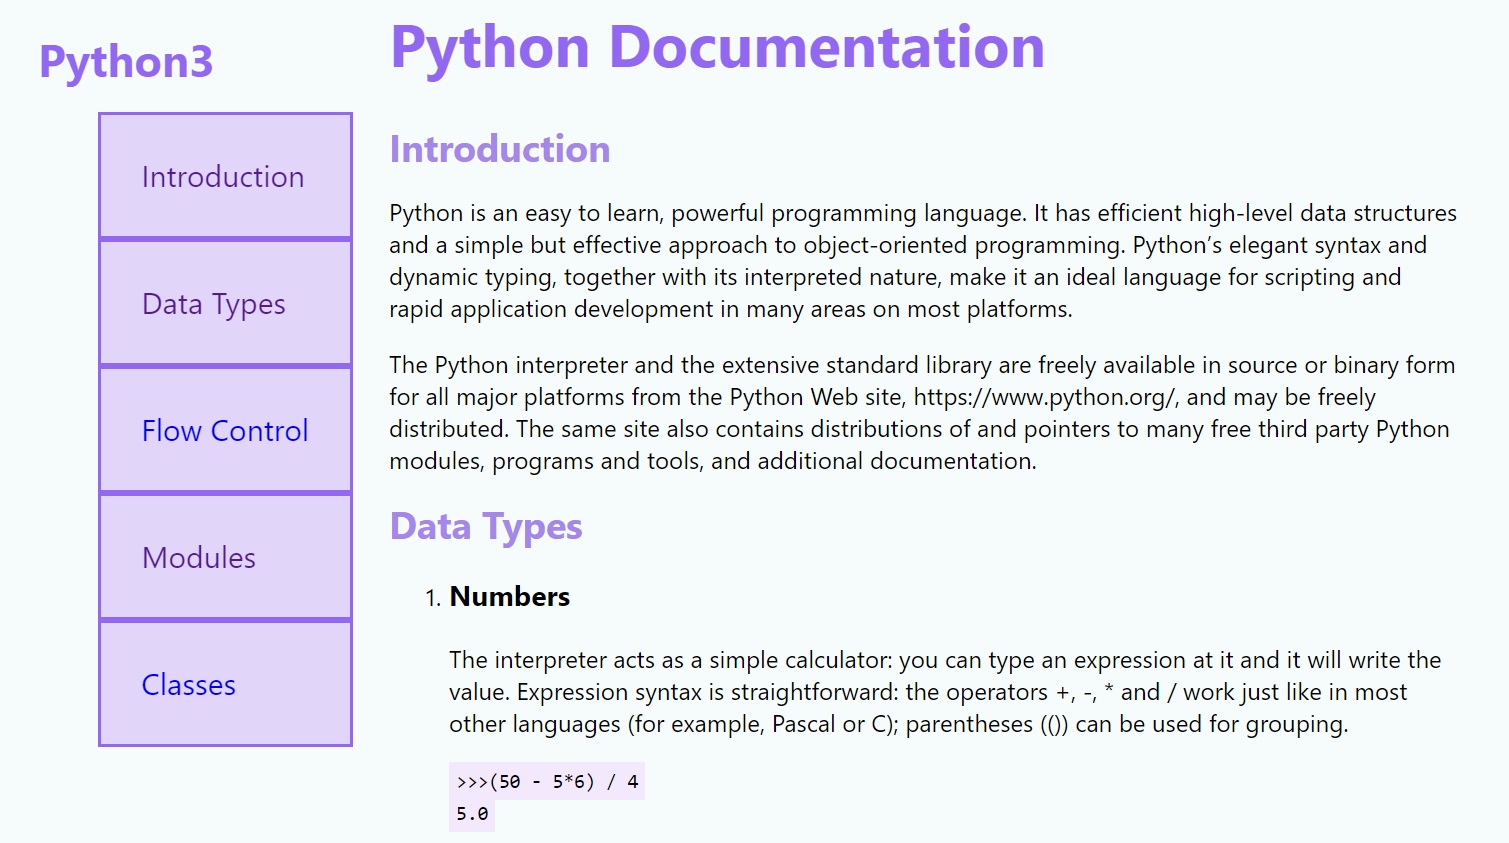 Python3
Introduction
Data Types
Flow Control
Modules
Classes
Python Documentation
Introduction
Python is an easy to learn, powerful programming language. It has efficient high-level data structures
and a simple but effective approach to object-oriented programming. Python’s elegant syntax and
dynamic typing, together with its interpreted nature, make it an ideal language for scripting and
rapid application development in many areas on most platforms.
The Python interpreter and the extensive standard library are freely available in source or binary form
for all major platforms from the Python Web site, https://www.python.org/, and may be freely
distributed. The same site also contains distributions of and pointers to many free third party Python
modules, programs and tools, and additional documentation.
Data Types
1. Numbers
The interpreter acts as a simple calculator: you can type an expression at it and it will write the
value. Expression syntax is straightforward: the operators +, -, * and / work just like in most
other languages (for example, Pascal or C); parentheses (()) can be used for grouping.
>>>(50 - 5*6) / 4
5.0